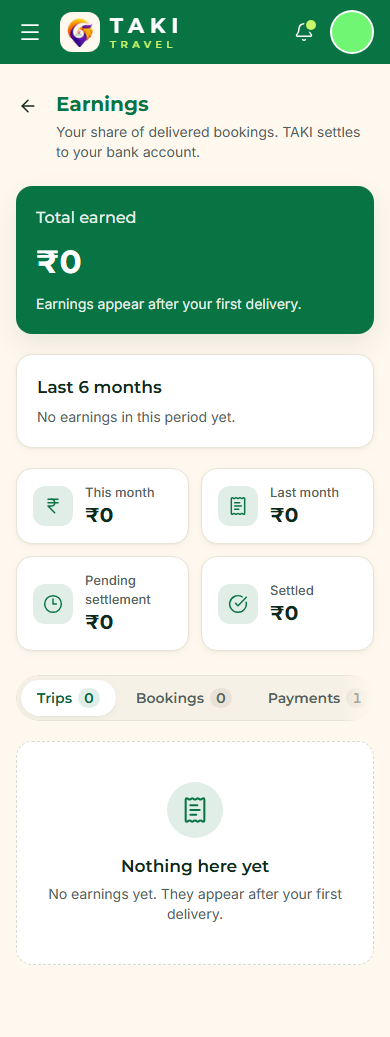 TAKI
TRAVEL
Earnings
Your share of delivered bookings. TAKI settles
to your bank account.
Total earned
₹0
Earnings appear after your first delivery.
Last 6 months
No earnings in this period yet.
This month
₹0
Last month
₹0
Pending
settlement
₹0
Settled
₹0
Trips 0 Bookings 0 Payments 1
Nothing here yet
No earnings yet. They appear after your first
delivery.